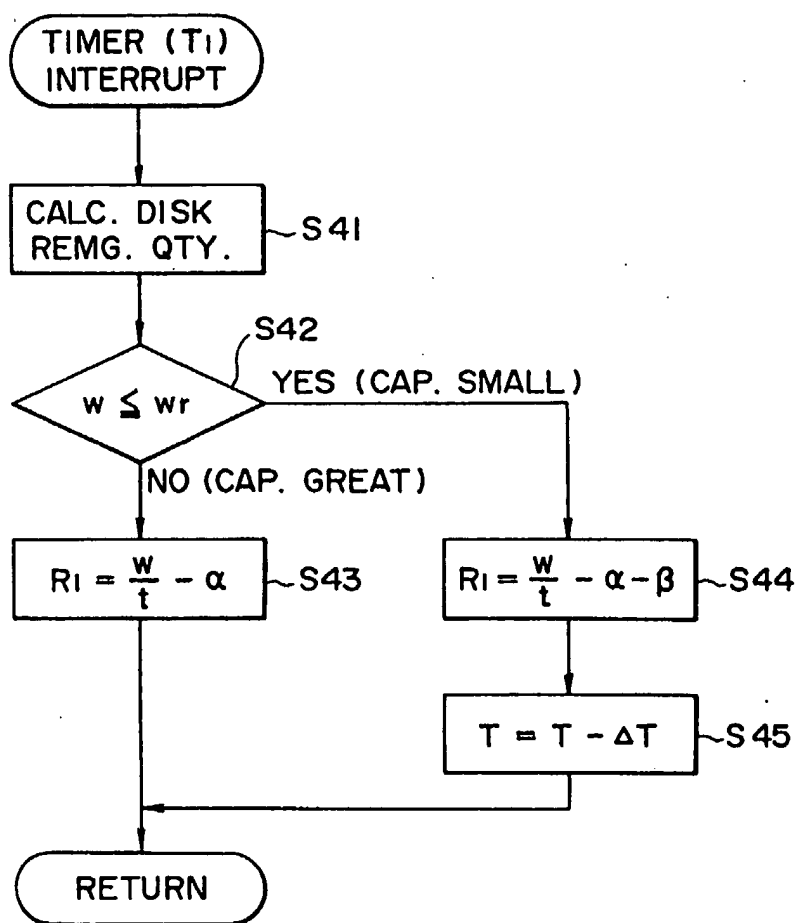 TIMER (T1)
INTERRUPT
CALC. DISK
REMG. QTY.
S41
S42
w ≦ wr
YES (CAP. SMALL)
NO (CAP. GREAT)
R1 = w/t - α
S43
R1 = w/t - α - β
S44
T = T - ΔT
S45
RETURN